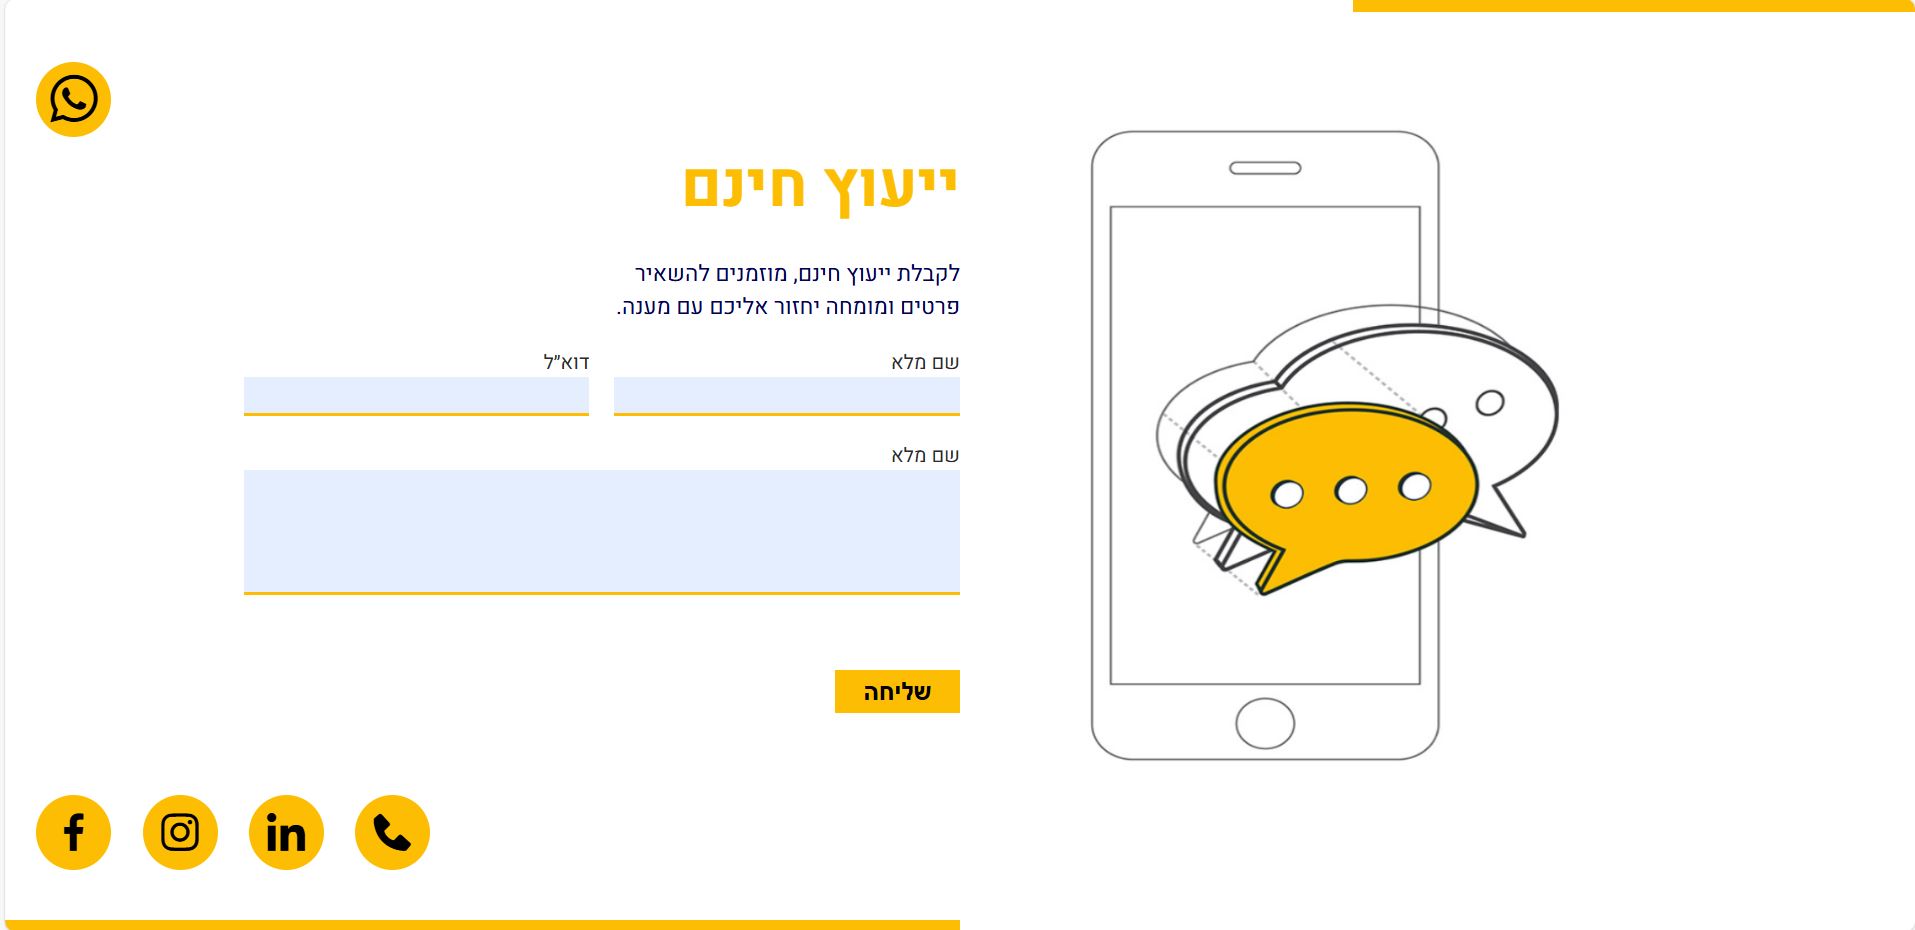 ייעוץ חינם
לקבלת ייעוץ חינם, מוזמנים להשאיר
פרטים ומומחה יחזור אליכם עם מענה.
שם מלא
דוא״ל
שם מלא
שליחה